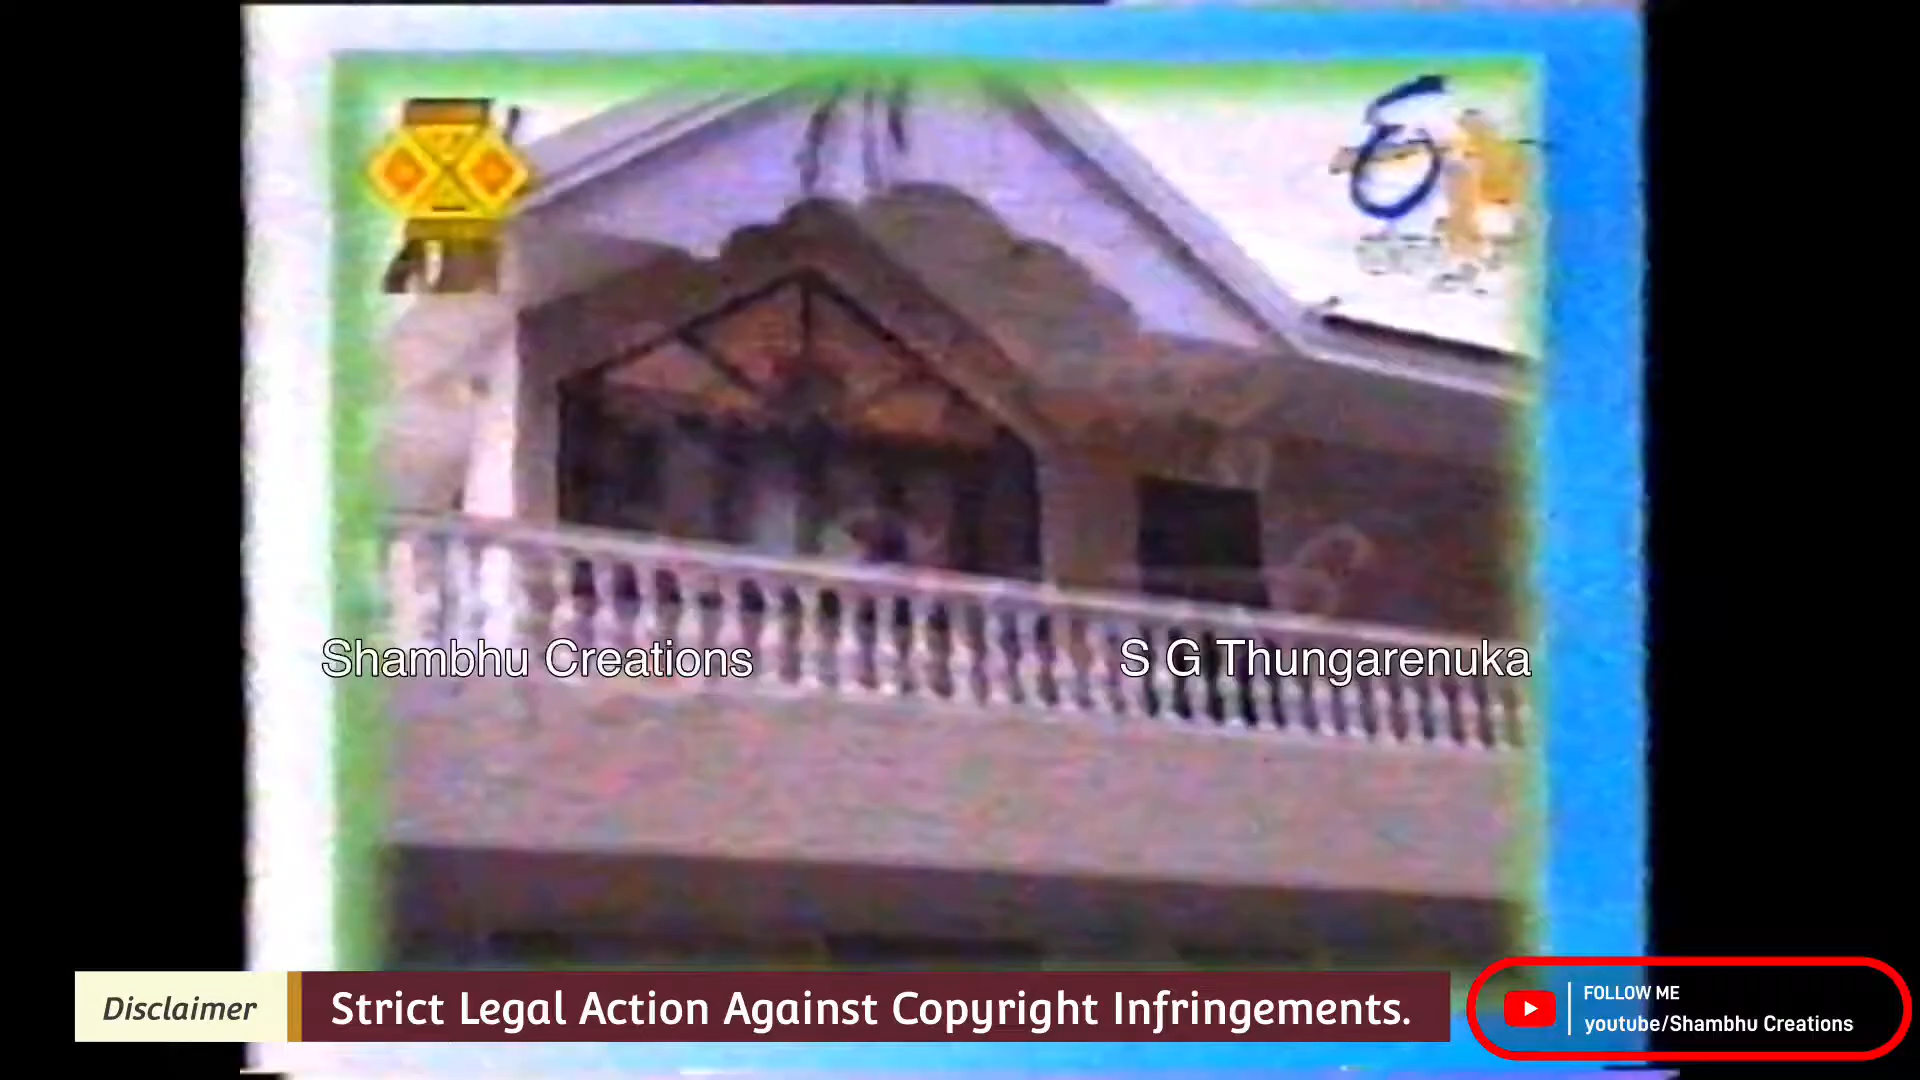 Shambhu Creations
S G Thungarenuka
Disclaimer
Strict Legal Action Against Copyright Infringements.
FOLLOW ME
youtube/Shambhu Creations